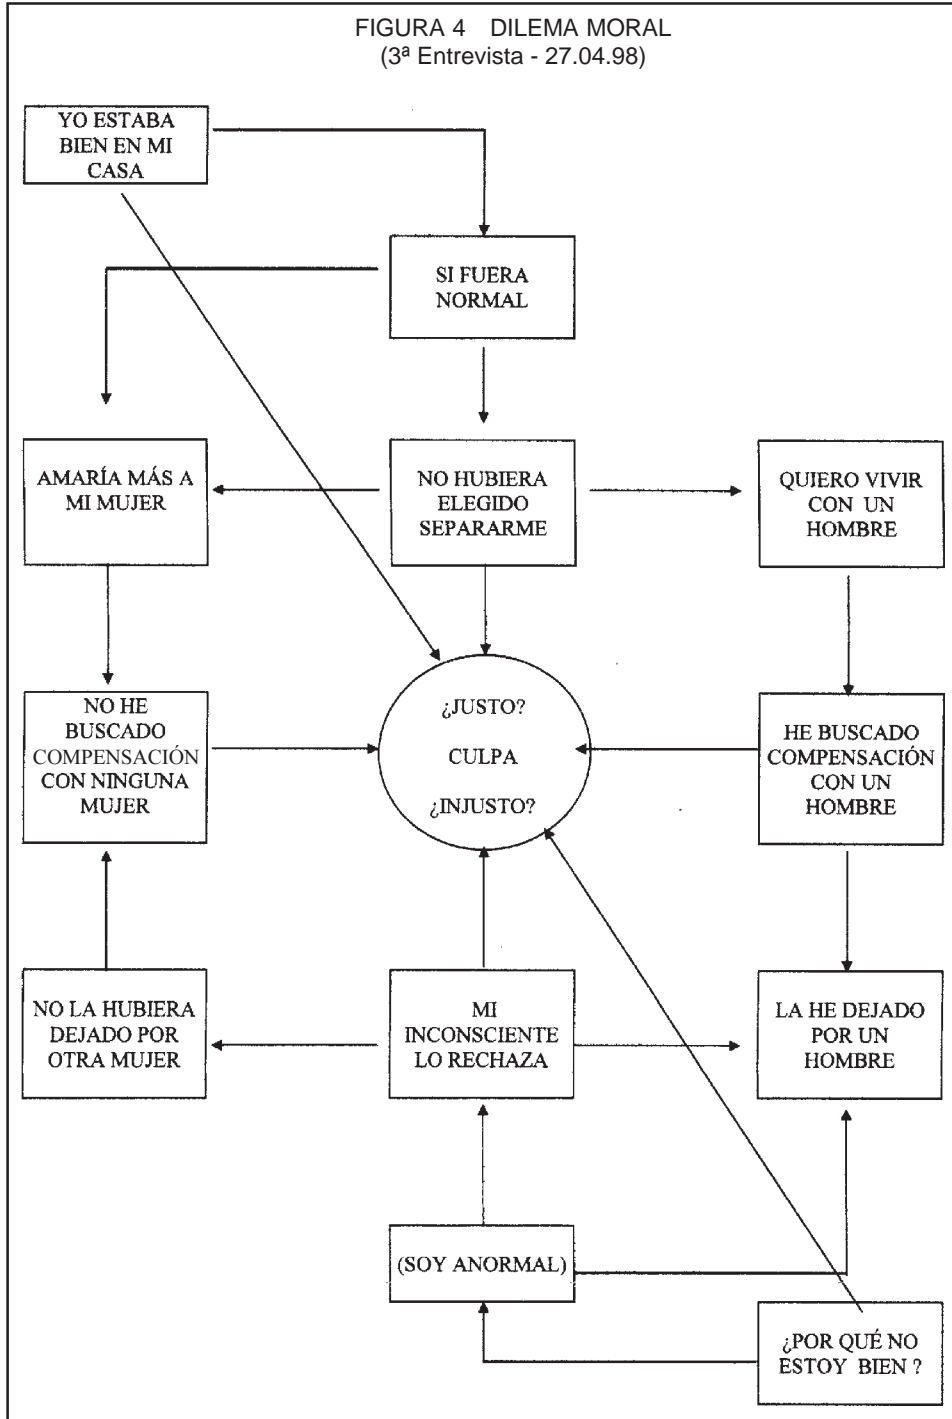 FIGURA 4 DILEMA MORAL
(3ª Entrevista - 27.04.98)
YO ESTABA
BIEN EN MI
CASA
SI FUERA
NORMAL
AMARÍA MÁS A
MI MUJER
NO HUBIERA
ELEGIDO
SEPARARME
QUIERO VIVIR
CON UN
HOMBRE
NO HE
BUSCADO
COMPENSACIÓN
CON NINGUNA
MUJER
¿JUSTO?
CULPA
¿INJUSTO?
HE BUSCADO
COMPENSACIÓN
CON UN
HOMBRE
NO LA HUBIERA
DEJADO POR
OTRA MUJER
MI
INCONSCIENTE
LO RECHAZA
LA HE DEJADO
POR UN
HOMBRE
(SOY ANORMAL)
¿POR QUÉ NO
ESTOY BIEN ?